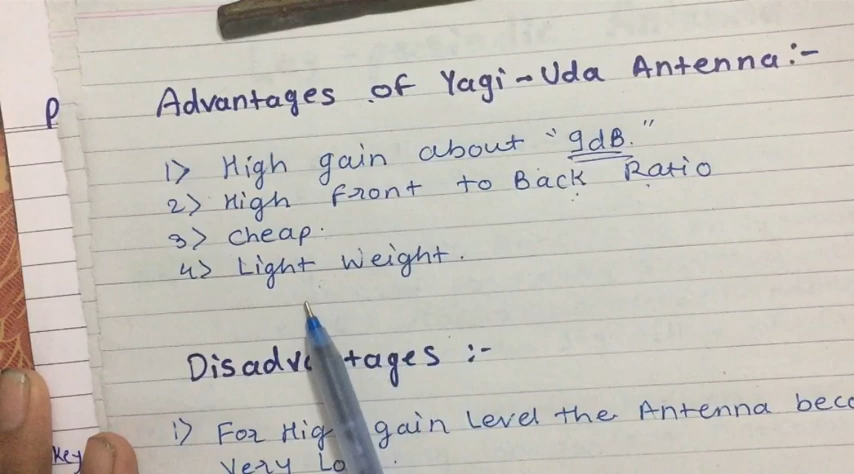 P
Advantages of Yagi-Uda Antenna:-
1> High gain about "9dB."
2> High Front to Back Ratio
3> cheap.
4> Light Weight.
Disadv tages :-
1) For Hig gain Level the Antenna beco
Key
Very Lo